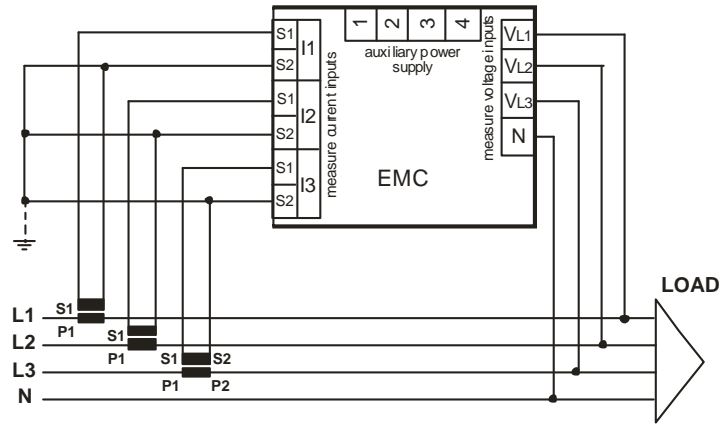 S1
I1
S2
S1
I2
S2
S1
I3
S2
measure current inputs
1 2 3 4
auxiliary power
supply
EMC
measure voltage inputs
VL1
VL2
VL3
N
LOAD
L1 S1
P1
L2 S1
P1 S1 S2
L3
P1 P2
N